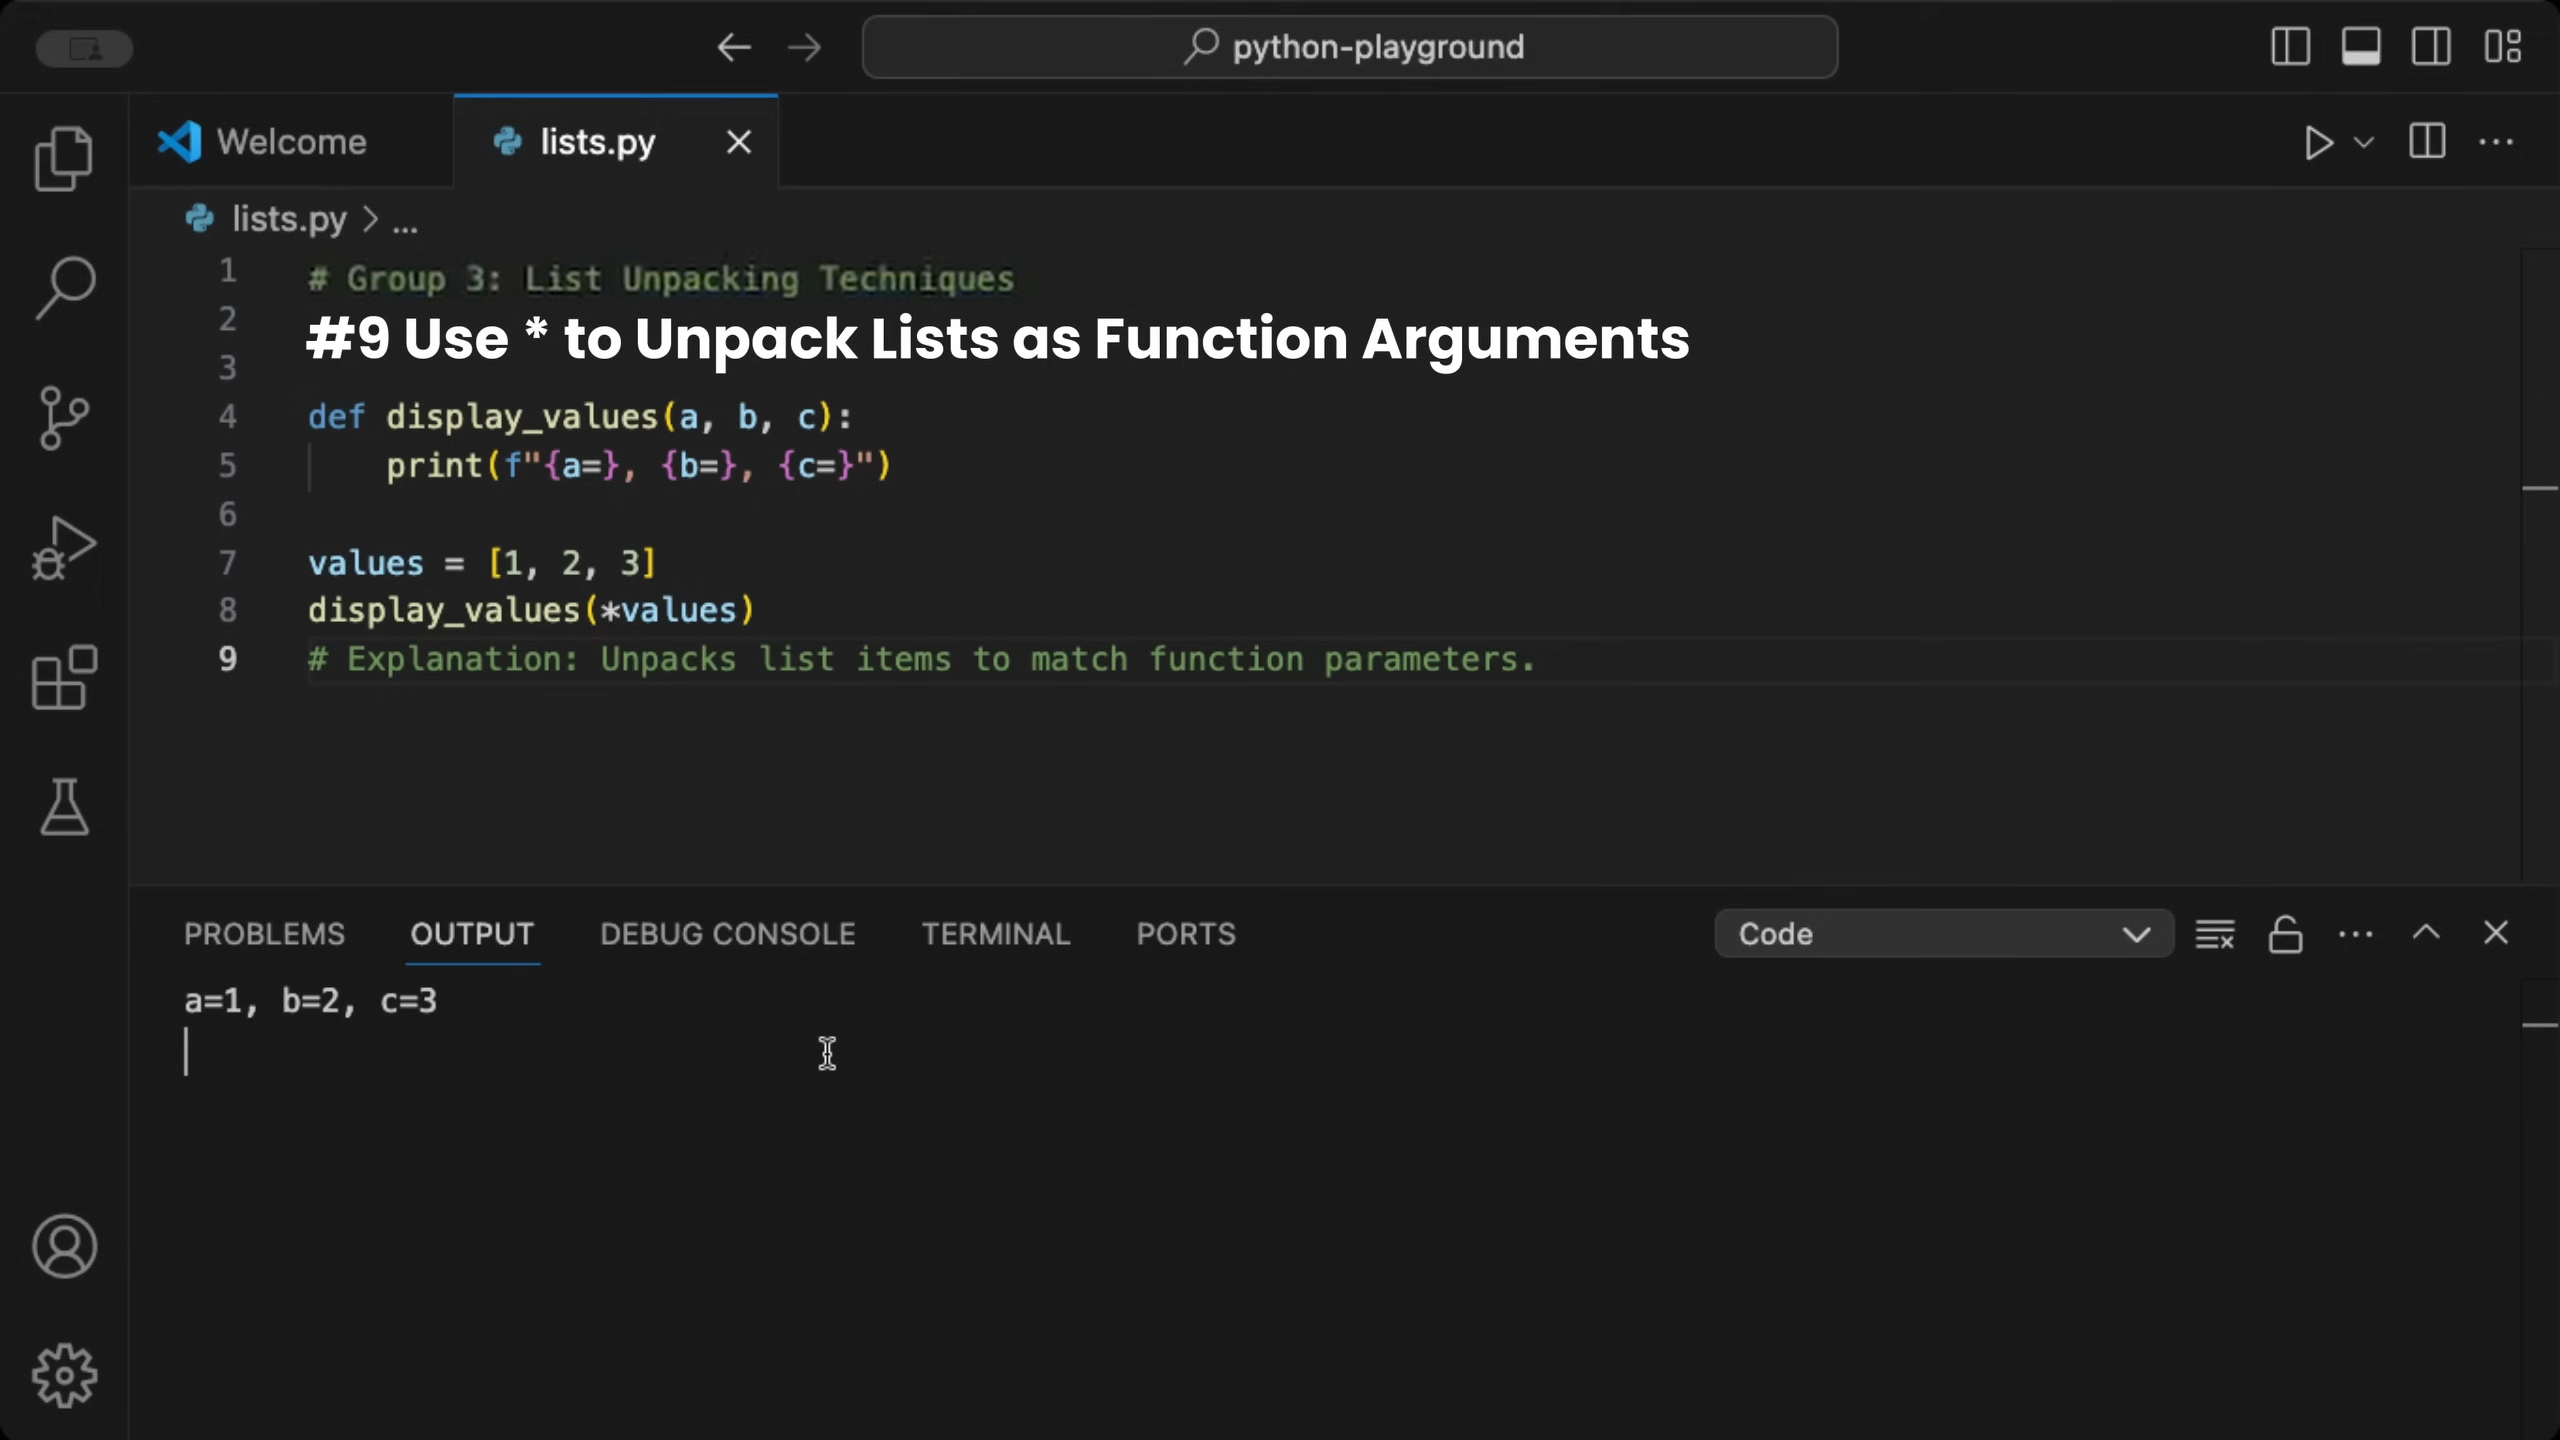 python-playground
Welcome
lists.py
lists.py > ...
1 # Group 3: List Unpacking Techniques
2
#9 Use * to Unpack Lists as Function Arguments
3
4 def display_values(a, b, c):
5     print(f"{a=}, {b=}, {c=}")
6
7 values = [1, 2, 3]
8 display_values(*values)
9 # Explanation: Unpacks list items to match function parameters.
PROBLEMS OUTPUT DEBUG CONSOLE TERMINAL PORTS Code
a=1, b=2, c=3